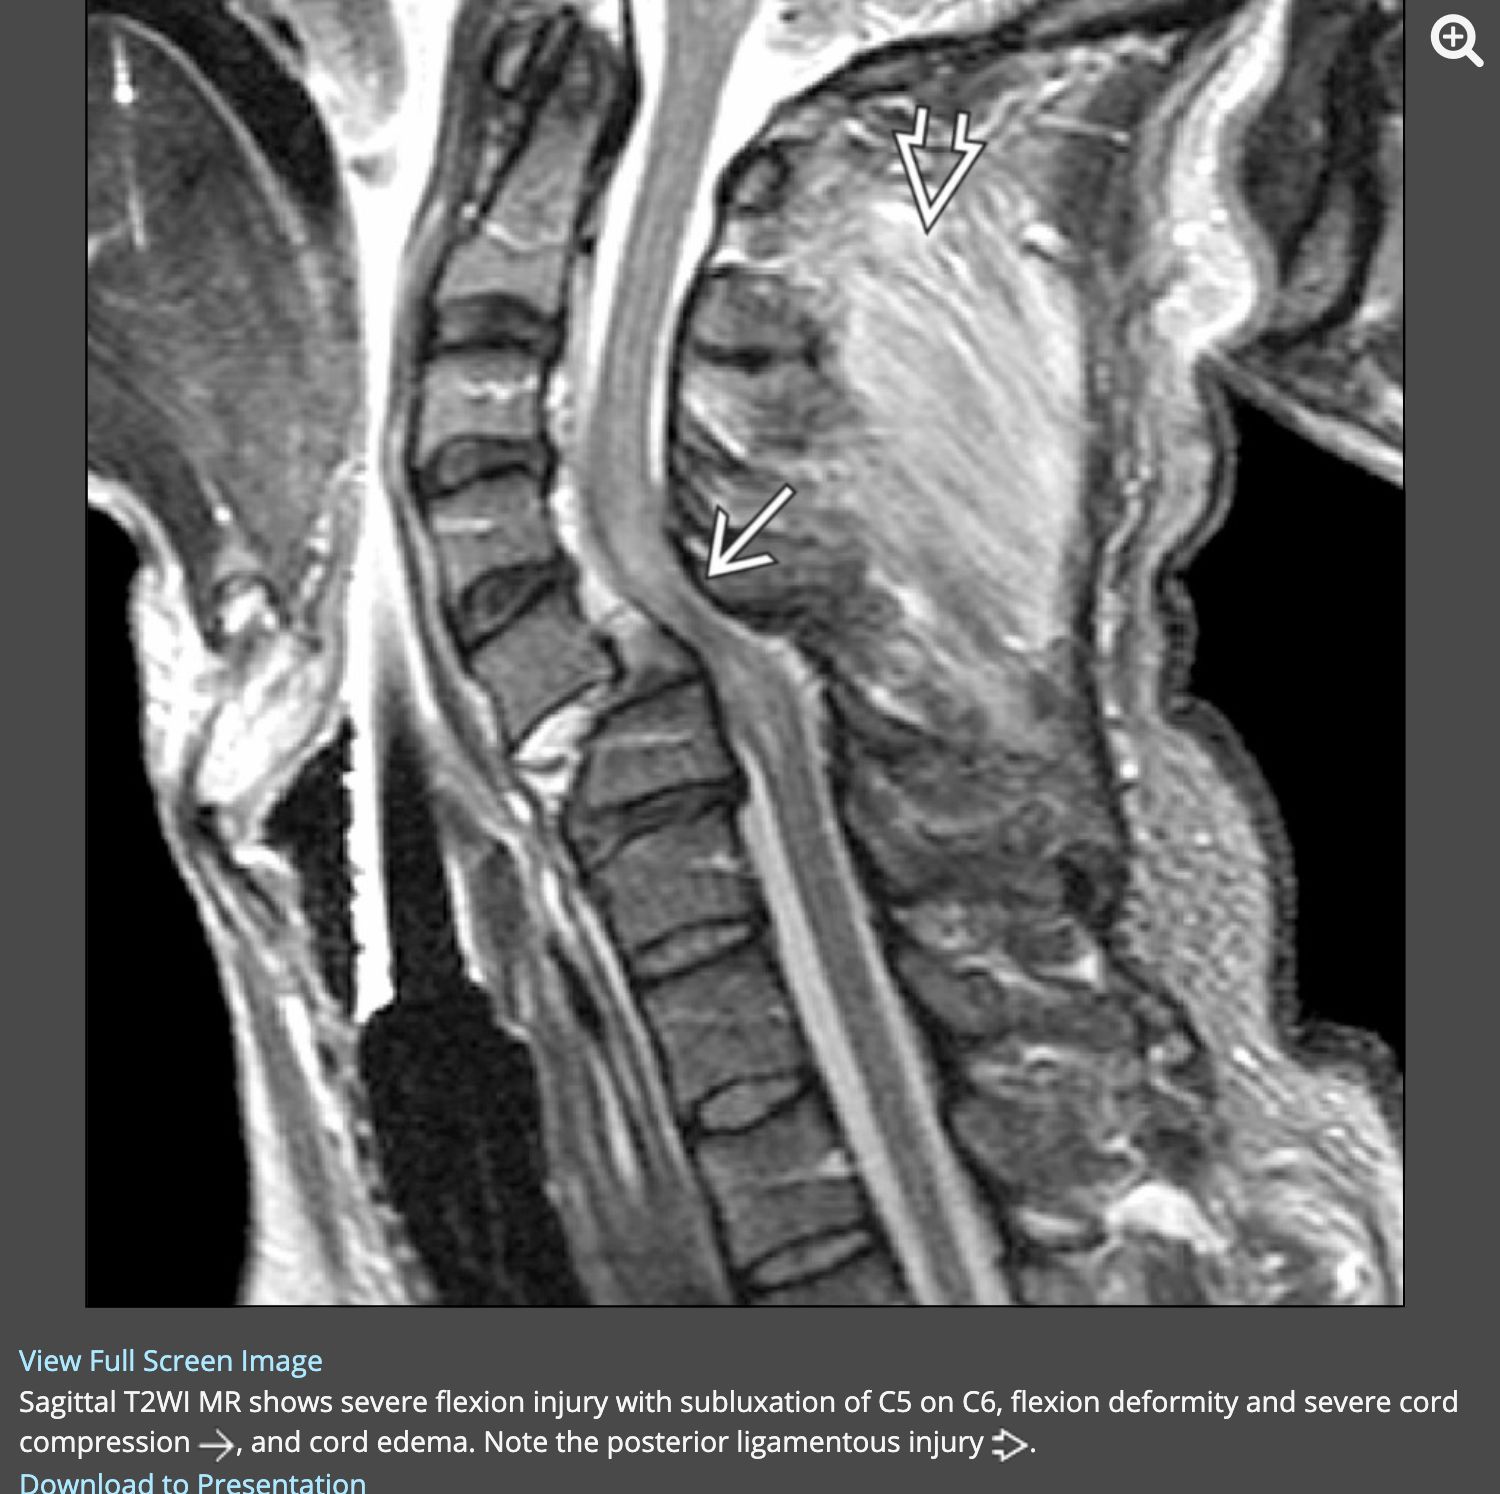 View Full Screen Image
Sagittal T2WI MR shows severe flexion injury with subluxation of C5 on C6, flexion deformity and severe cord
compression , and cord edema. Note the posterior ligamentous injury .
Download to Presentation